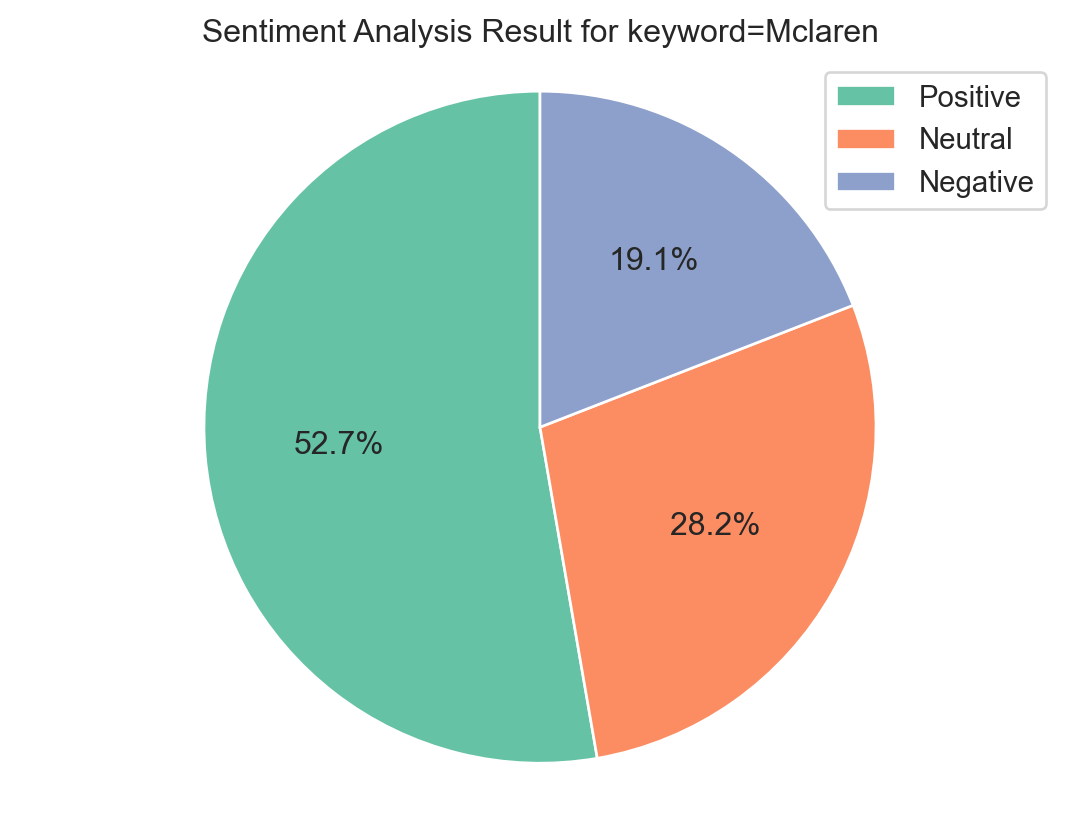 Sentiment Analysis Result for keyword=Mclaren
Positive
Neutral
Negative
19.1%
52.7%
28.2%